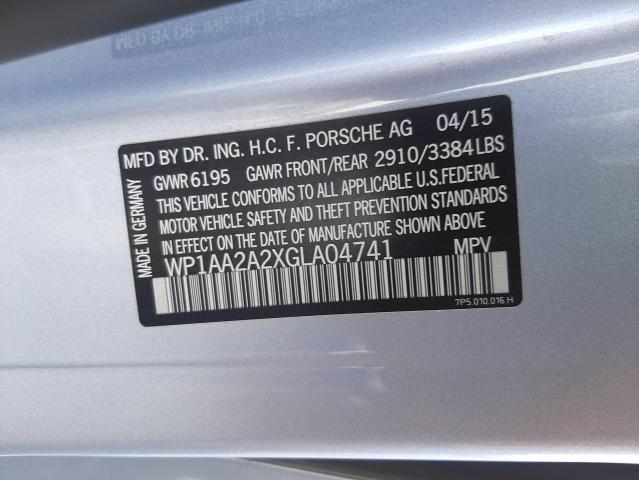 MFD BY DR. ING. H.C. F. PORSCHE AG 04/15
GVWR 6195 GAWR FRONT/REAR 2910/3384 LBS
THIS VEHICLE CONFORMS TO ALL APPLICABLE U.S.FEDERAL
MOTOR VEHICLE SAFETY AND THEFT PREVENTION STANDARDS
IN EFFECT ON THE DATE OF MANUFACTURE SHOWN ABOVE
WP1AA2A2XGLA04741 MPV
7P5.010.016.H
MADE IN GERMANY